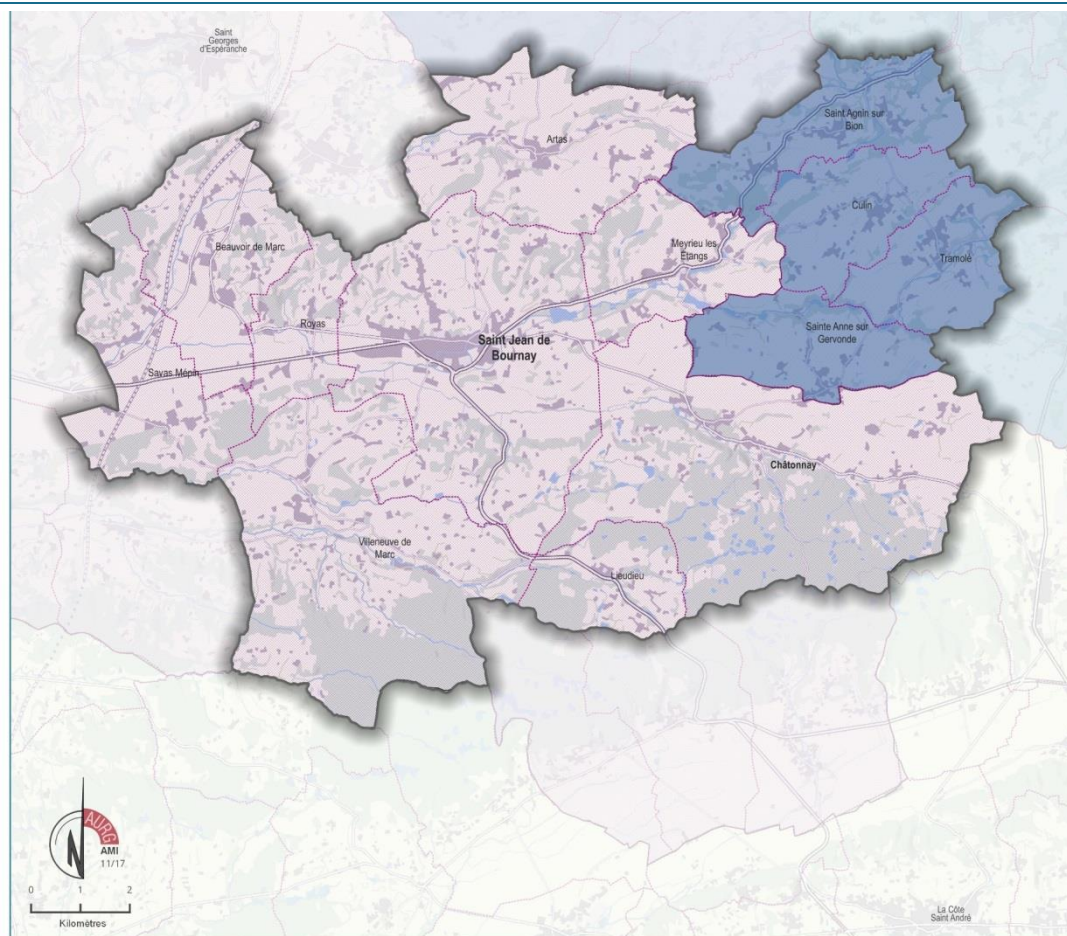 Saint
Georges
d'Espéranche
Saint Agnin sur
Bion
Artas
Culin
Beauvoir de Marc
Meyrieu les
Etangs
Tramolé
Royas
Sainte Anne sur
Gervonde
Saint Jean de
Bournay
Savas Mépin
Châtonnay
Villeneuve de
Marc
Lieudieu
N
AURG
AMI
11/17
0 1 2
Kilomètres
La Côte
Saint André